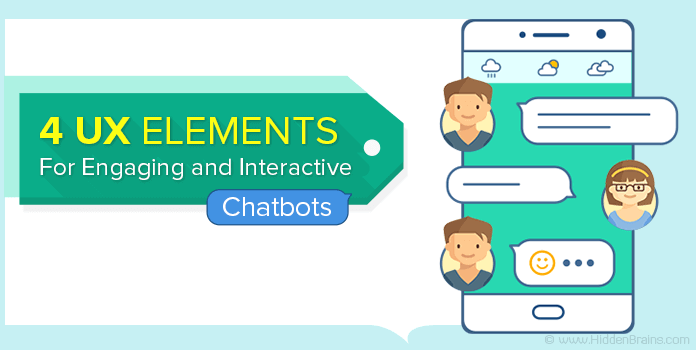 4 UX ELEMENTS
For Engaging and Interactive
Chatbots
© www.HiddenBrains.com